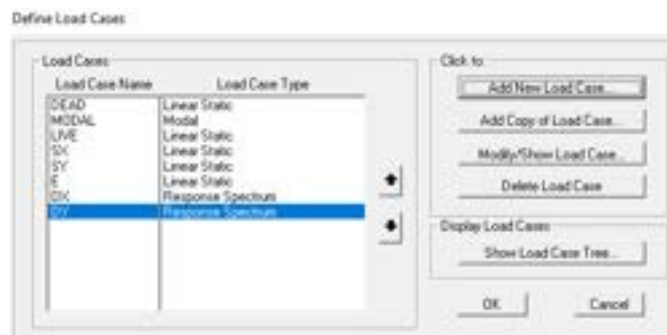 Define Load Cases
Load Cases
Load Case Name Load Case Type
DEAD Linear Static
MODAL Modal
LIVE Linear Static
SX Linear Static
SY Linear Static
E Linear Static
DX Response Spectrum
DY Response Spectrum
Click to:
Add New Load Case...
Add Copy of Load Case...
Modify/Show Load Case...
Delete Load Case
Display Load Cases
Show Load Case Tree...
OK Cancel